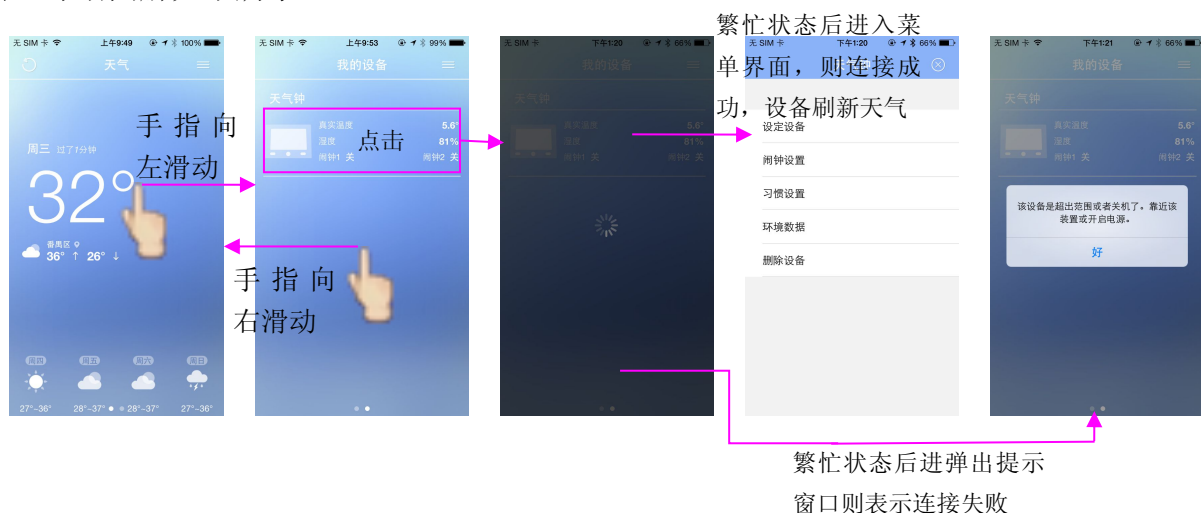 繁忙状态后进入菜
单界面，则连接成
功，设备刷新天气
无 SIM 卡
上午9:49
100%
天气
周三 过了1分钟
32°
番禺区
36° ↑ 26° ↓
周四
周五
周六
周日
27°~36°
28°~37°
28~37°
27°~36°
手指向
左滑动
无 SIM 卡
上午9:53
99%
我的设备
天气钟
真实温度 5.6°
湿度 81%
闹钟1 关 闹钟2 关
点击
手指向
右滑动
无 SIM 卡
下午1:20
66%
我的设备
天气钟
真实温度 5.6°
湿度 81%
闹钟1 关 闹钟2 关
无 SIM 卡
下午1:20
66%
设定设备
闹钟设置
习惯设置
环境数据
删除设备
无 SIM 卡
下午1:21
66%
我的设备
天气钟
真实温度 5.6°
湿度 81%
闹钟1 关 闹钟2 关
该设备是超出范围或者关机了。靠近该
装置或开启电源。
好
繁忙状态后进弹出提示
窗口则表示连接失败